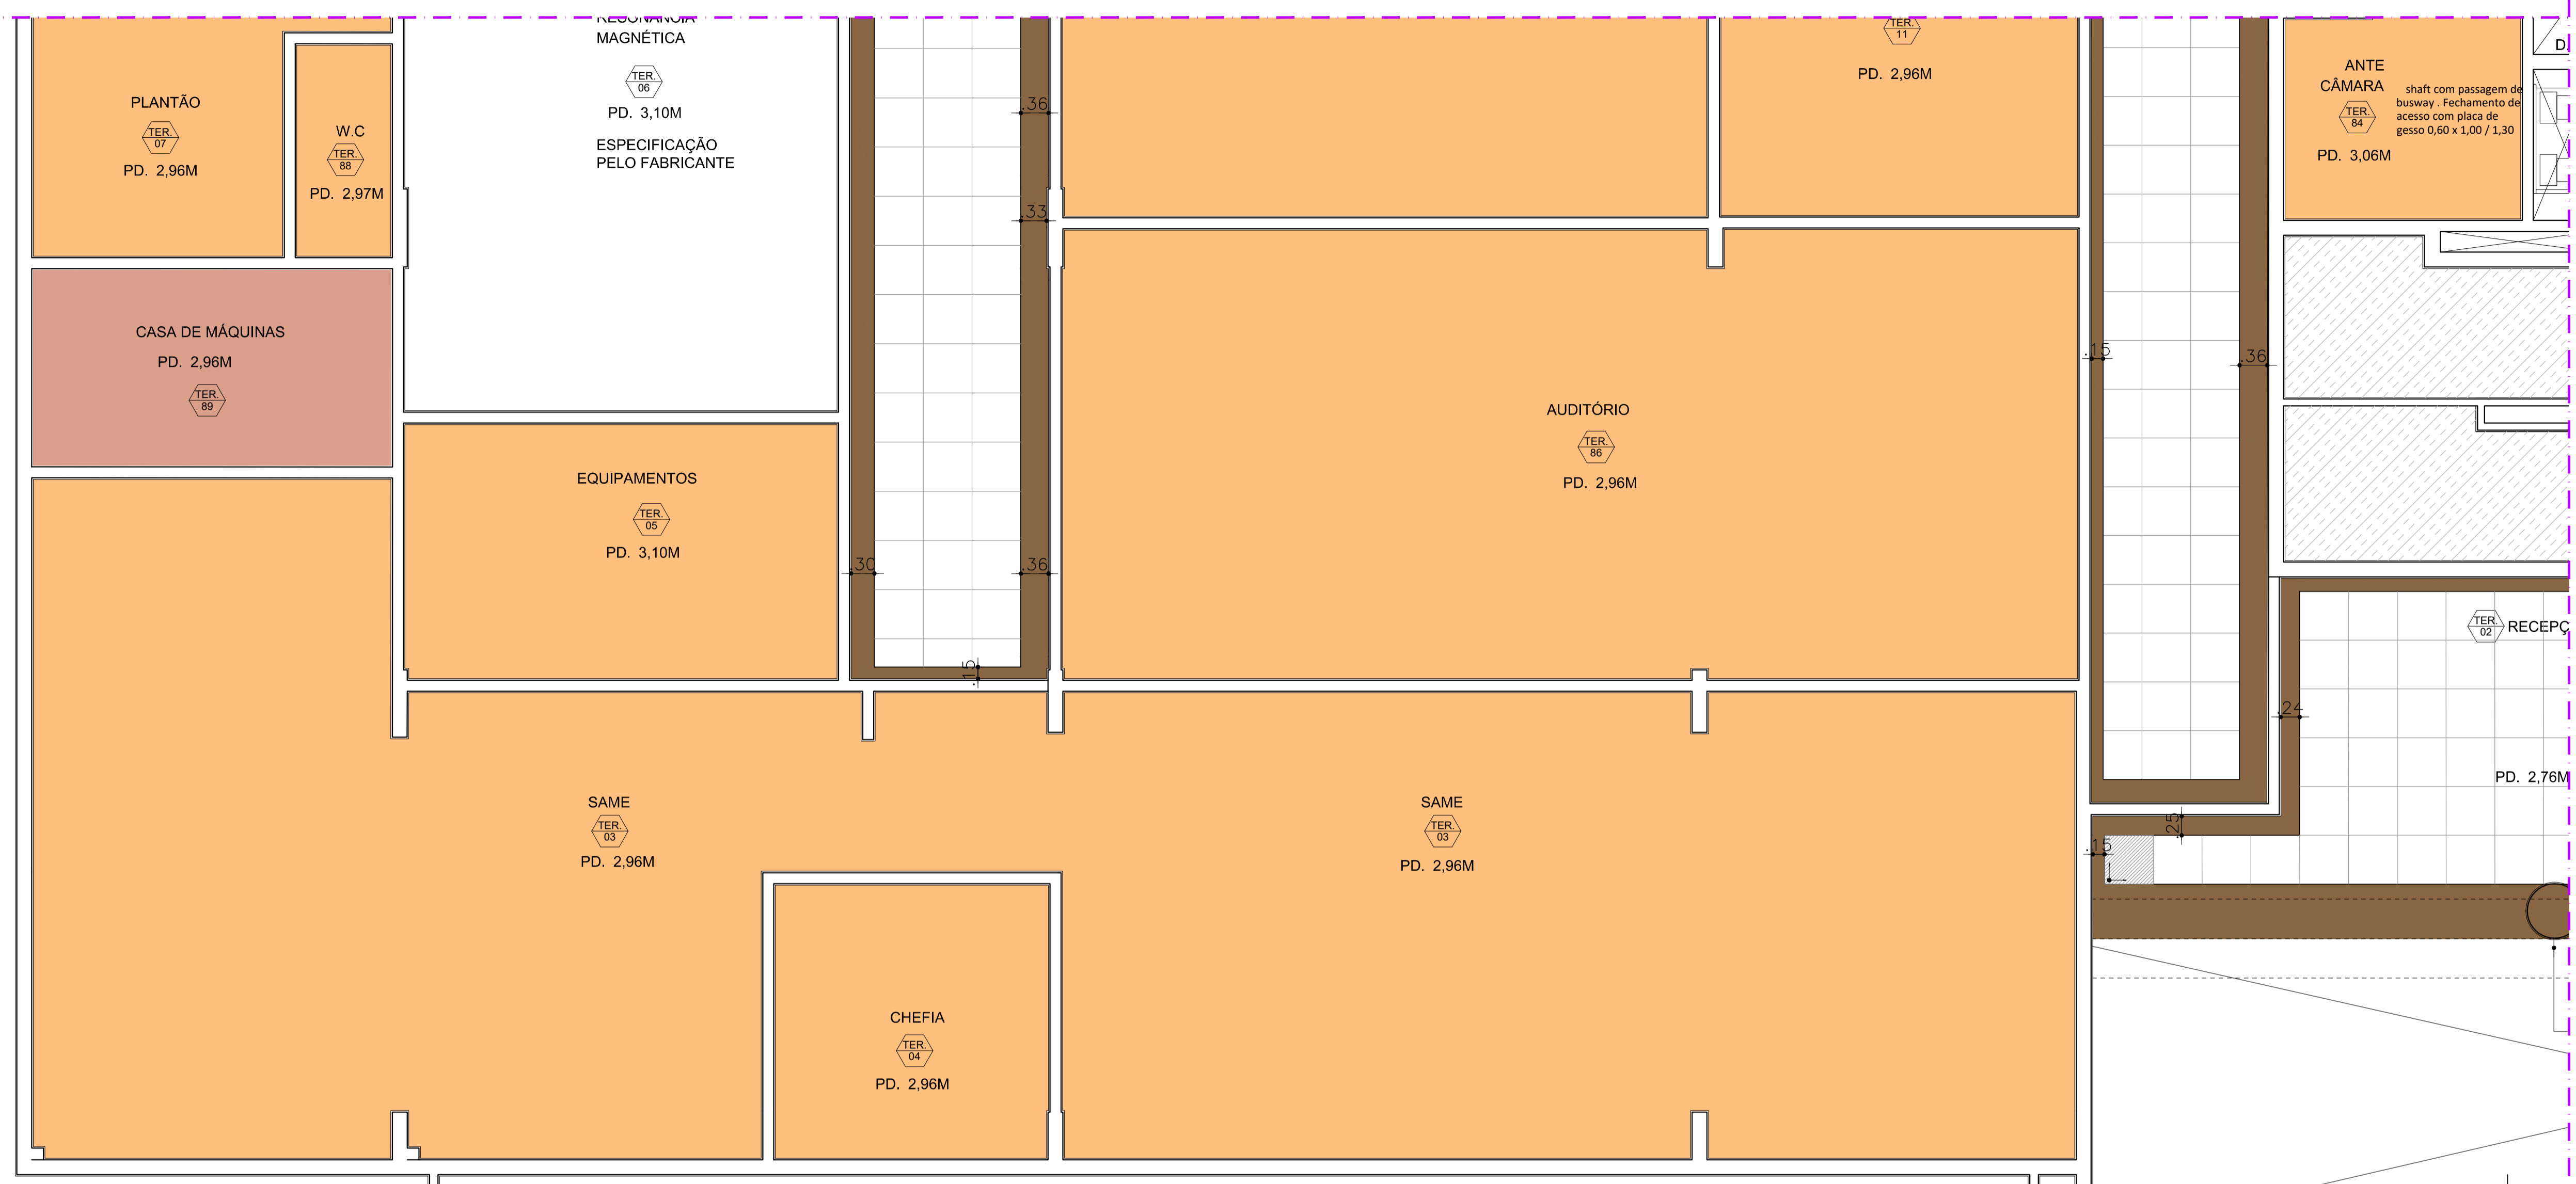 PLANTÃO
TER.
07
PD. 2,96M
W.C
TER.
88
PD. 2,97M
RESONÂNCIA
MAGNÉTICA
TER.
06
PD. 3,10M
ESPECIFICAÇÃO
PELO FABRICANTE
.36
.33
TER.
11
PD. 2,96M
ANTE
CÂMARA
TER.
84
PD. 3,06M
shaft com passagem de
busway . Fechamento de
acesso com placa de
gesso 0,60 x 1,00 / 1,30
D.
CASA DE MÁQUINAS
PD. 2,96M
TER.
89
EQUIPAMENTOS
TER.
05
PD. 3,10M
.30
.36
.15
AUDITÓRIO
TER.
86
PD. 2,96M
.15
.36
TER.
02
RECEPÇ
.24
PD. 2,76M
.25
.15
SAME
TER.
03
PD. 2,96M
SAME
TER.
03
PD. 2,96M
CHEFIA
TER.
04
PD. 2,96M